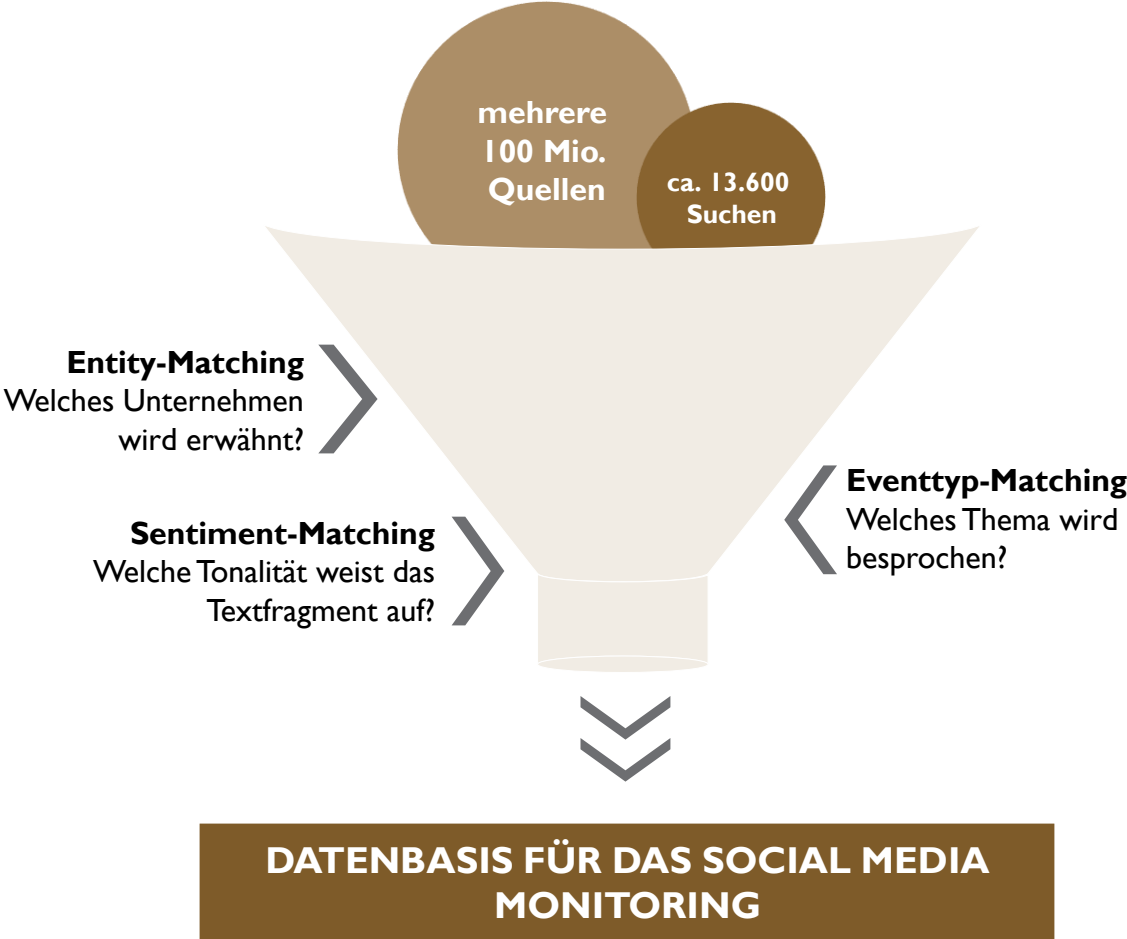 mehrere
100 Mio.
Quellen
ca. 13.600
Suchen
Entity-Matching
Welches Unternehmen
wird erwähnt?
Eventtyp-Matching
Welches Thema wird
besprochen?
Sentiment-Matching
Welche Tonalität weist das
Textfragment auf?
DATENBASIS FÜR DAS SOCIAL MEDIA
MONITORING